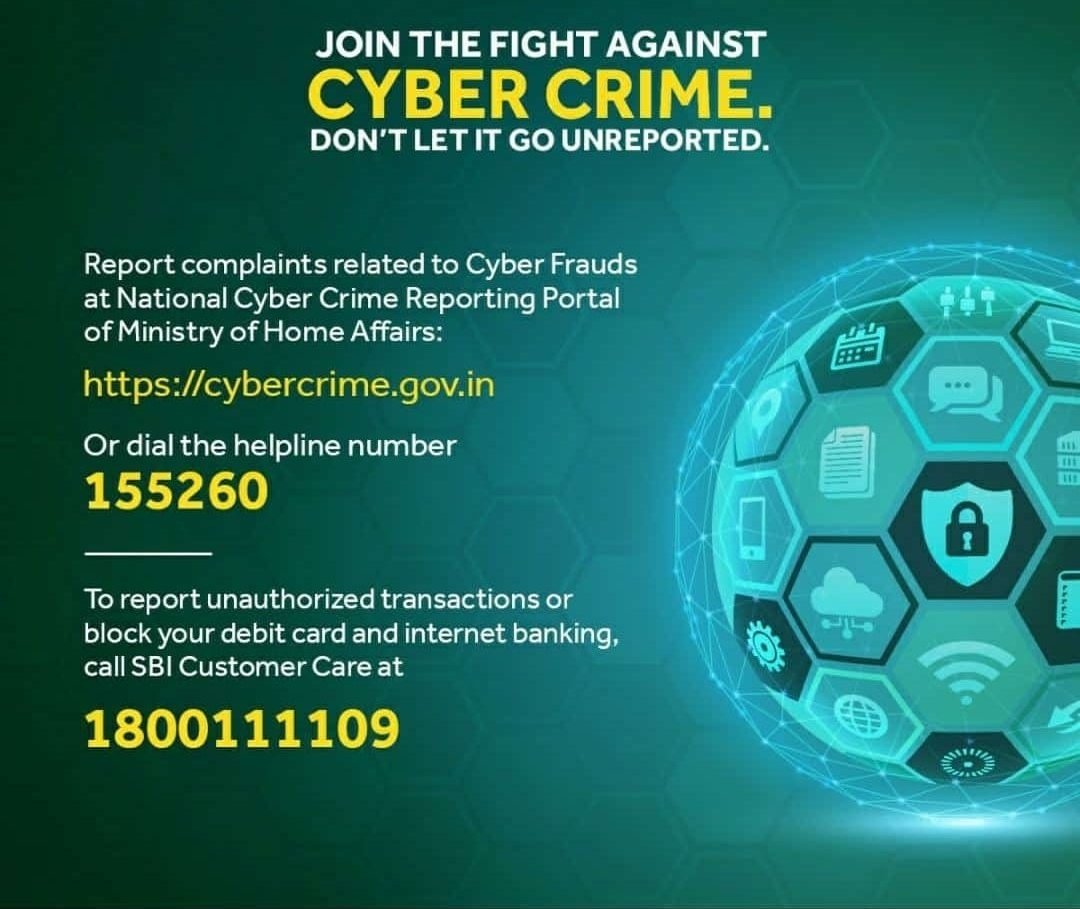 JOIN THE FIGHT AGAINST
CYBER CRIME.
DON'T LET IT GO UNREPORTED.
Report complaints related to Cyber Frauds
at National Cyber Crime Reporting Portal
of Ministry of Home Affairs:
https://cybercrime.gov.in
Or dial the helpline number
155260
To report unauthorized transactions or
block your debit card and internet banking,
call SBI Customer Care at
1800111109